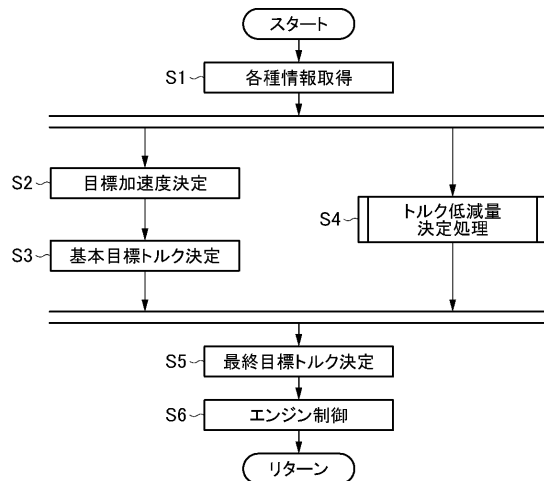 スタート
S1
各種情報取得
S2
目標加速度決定
S3
基本目標トルク決定
S4
トルク低減量
決定処理
S5
最終目標トルク決定
S6
エンジン制御
リターン